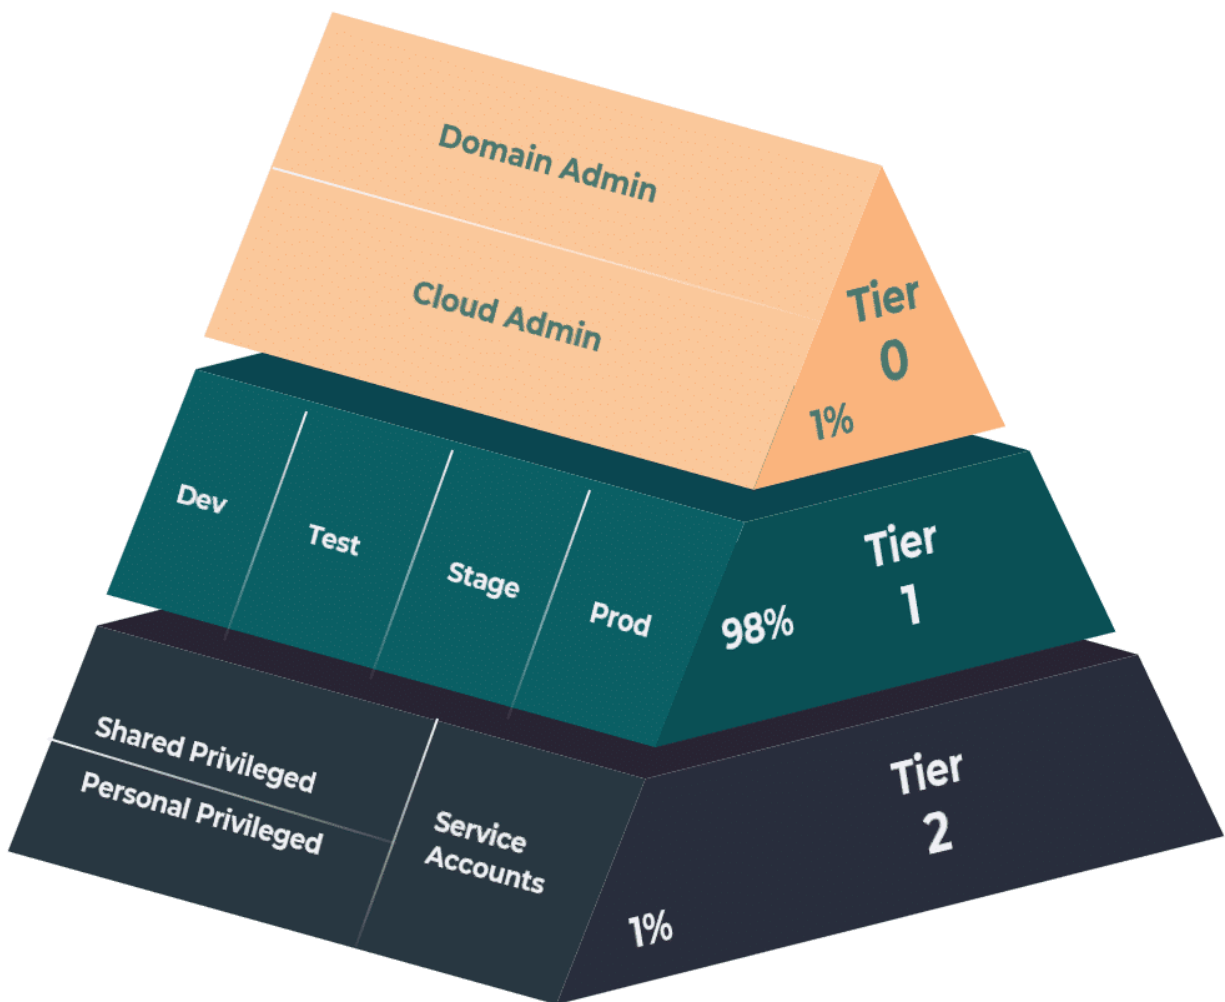 Domain Admin
Cloud Admin
Tier
0
1%
Dev
Test
Stage
Prod
Tier
1
98%
Shared Privileged
Personal Privileged
Service
Accounts
Tier
2
1%